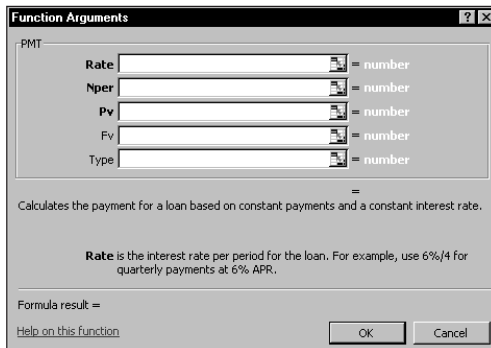 Function Arguments
PMT
Rate = number
Nper = number
Pv = number
Fv = number
Type = number
=
Calculates the payment for a loan based on constant payments and a constant interest rate.
Rate is the interest rate per period for the loan. For example, use 6%/4 for
quarterly payments at 6% APR.
Formula result =
Help on this function
OK Cancel